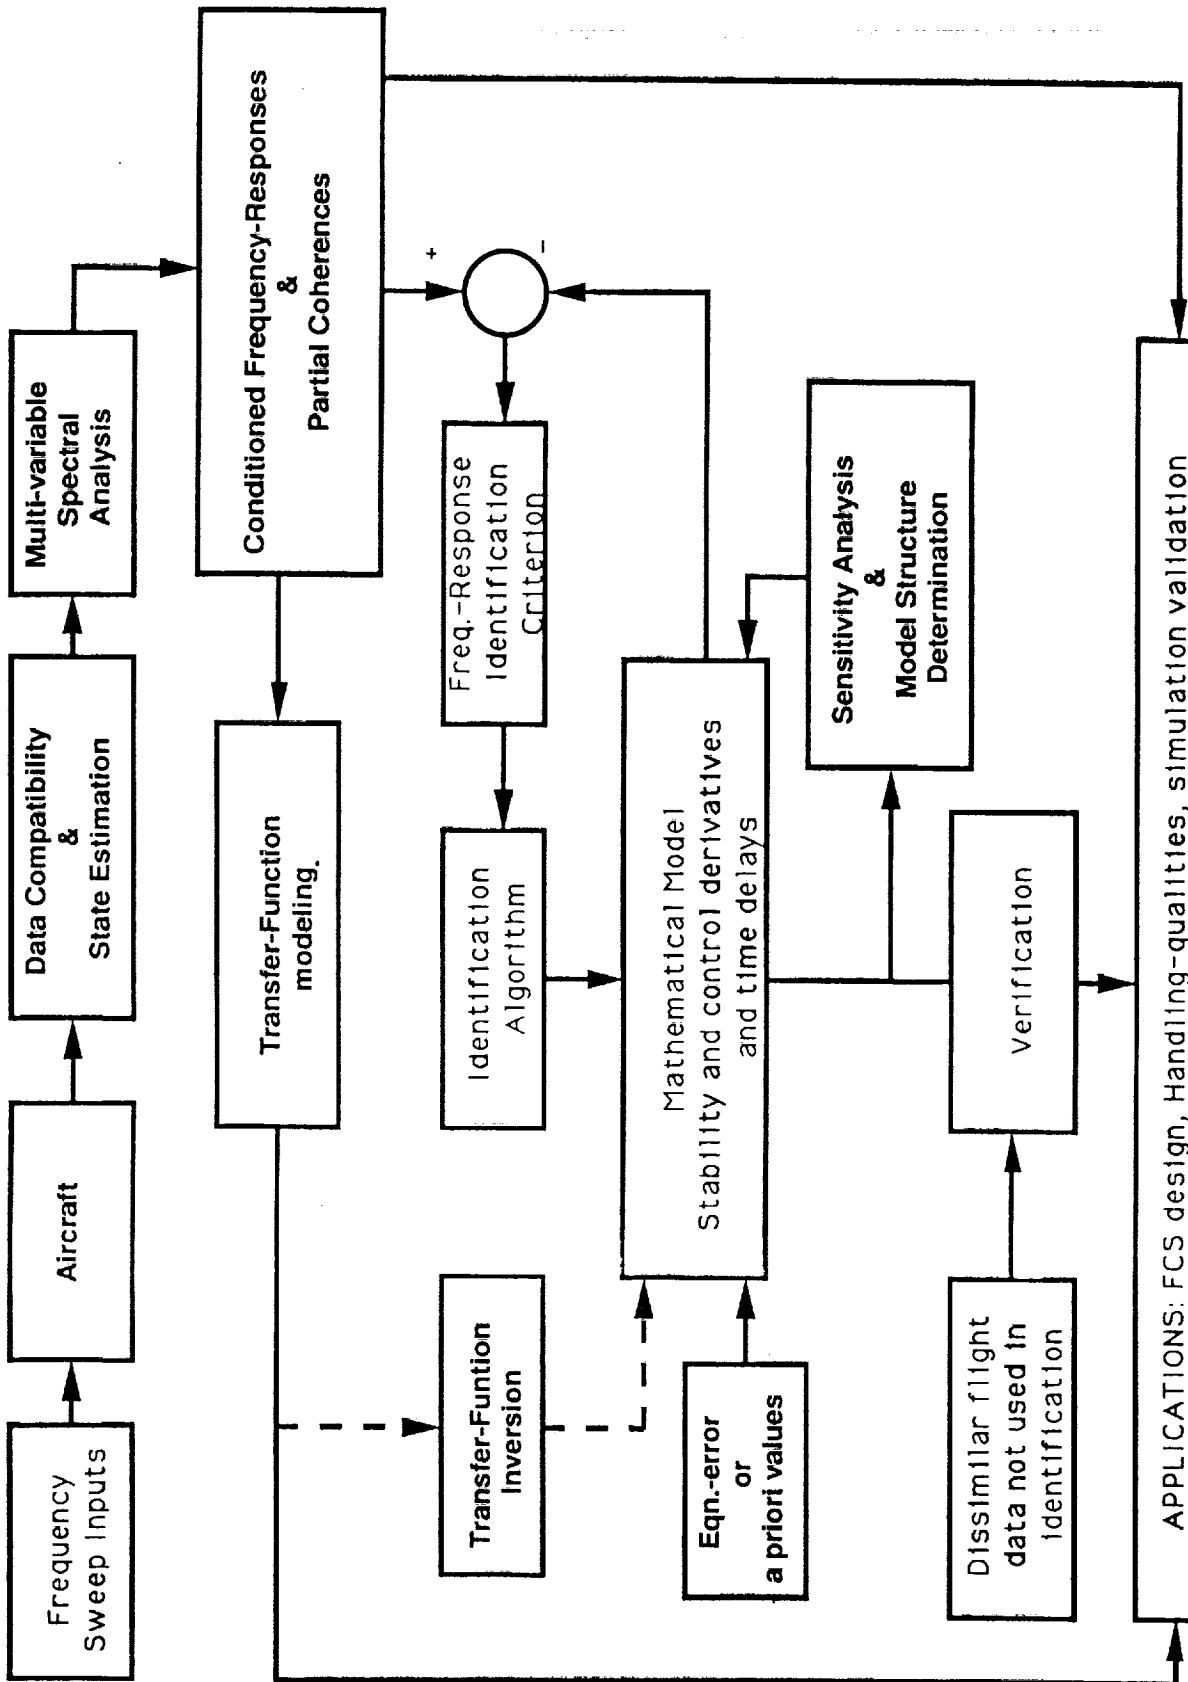 Frequency
Sweep Inputs
Aircraft
Data Compatibility
&
State Estimation
Multi-variable
Spectral
Analysis
Conditioned Frequency-Responses
&
Partial Coherences
Transfer-Function
modeling.
+
-
Freq.-Response
Identification
Criterion
Identification
Algorithm
Transfer-Funtion
Inversion
Mathematical Model
Stability and control derivatives
and time delays
Eqn.-error
or
a priori values
Sensitivity Analysis
&
Model Structure
Determination
Verification
Dissimilar flight
data not used in
identification
APPLICATIONS: FCS design, Handling-qualities, simulation validation